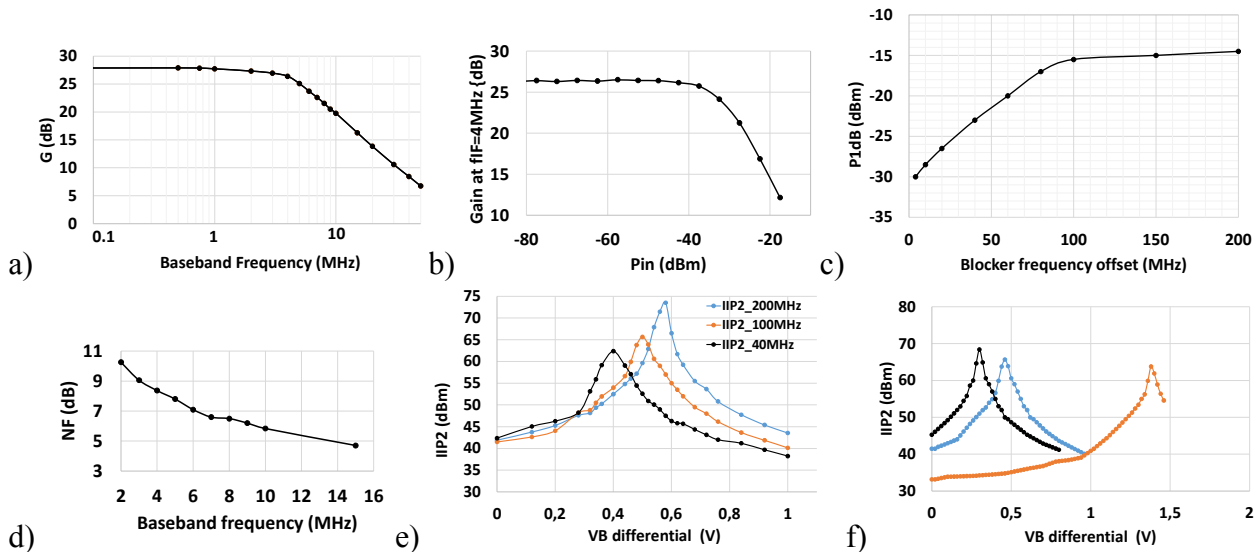 30
25
20
15
10
5
0
G (dB)
0.1 1 10
Baseband Frequency (MHz)
a)
30
25
20
15
10
Gain at fIF=4MHz {dB)
-80 -60 -40 -20
Pin (dBm)
b)
-10
-15
-20
-25
-30
-35
P1dB (dBm)
0 50 100 150 200
Blocker frequency offset (MHz)
c)
11
9
7
5
3
NF (dB)
2 4 6 8 10 12 14 16
Baseband frequency (MHz)
d)
75
70
65
60
55
50
45
40
35
30
IIP2 (dBm)
IIP2_200MHz
IIP2_100MHz
IIP2_40MHz
0 0,2 0,4 0,6 0,8 1
VB differential (V)
e)
80
70
60
50
40
30
IIP2 (dBm)
0 0,5 1 1,5 2
VB differential (V)
f)